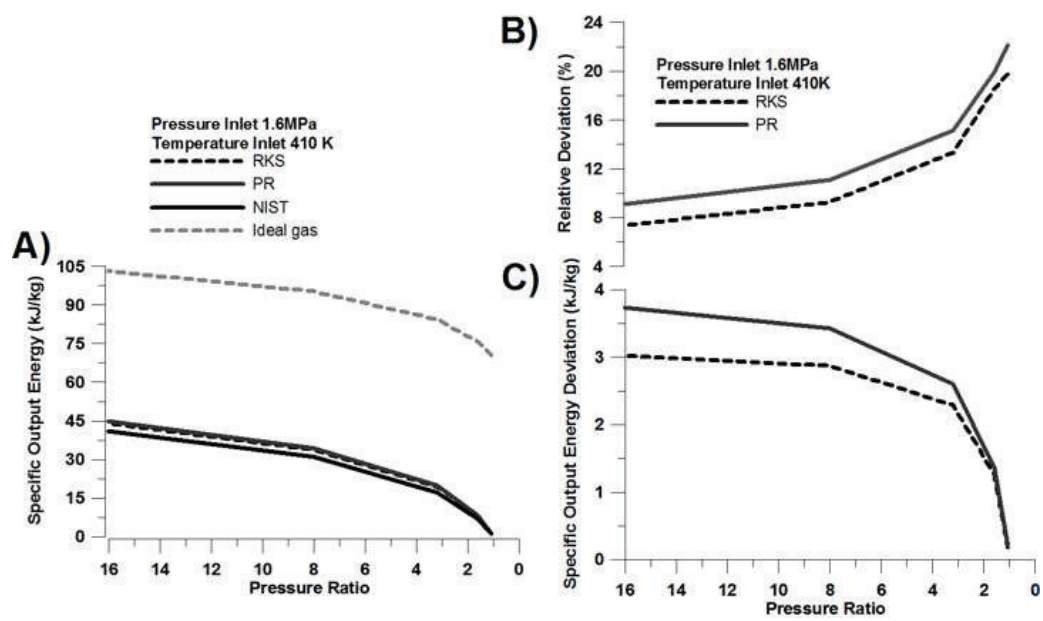 A)
Pressure Inlet 1.6MPa
Temperature Inlet 410 K
RKS
PR
NIST
Ideal gas
Specific Output Energy (kJ/kg)
105
90
75
60
45
30
15
0
16 14 12 10 8 6 4 2 0
Pressure Ratio
B)
Pressure Inlet 1.6MPa
Temperature Inlet 410K
RKS
PR
Relative Deviation (%)
24
20
16
12
8
4
C)
Specific Output Energy Deviation (kJ/kg)
4
3
2
1
0
16 14 12 10 8 6 4 2 0
Pressure Ratio